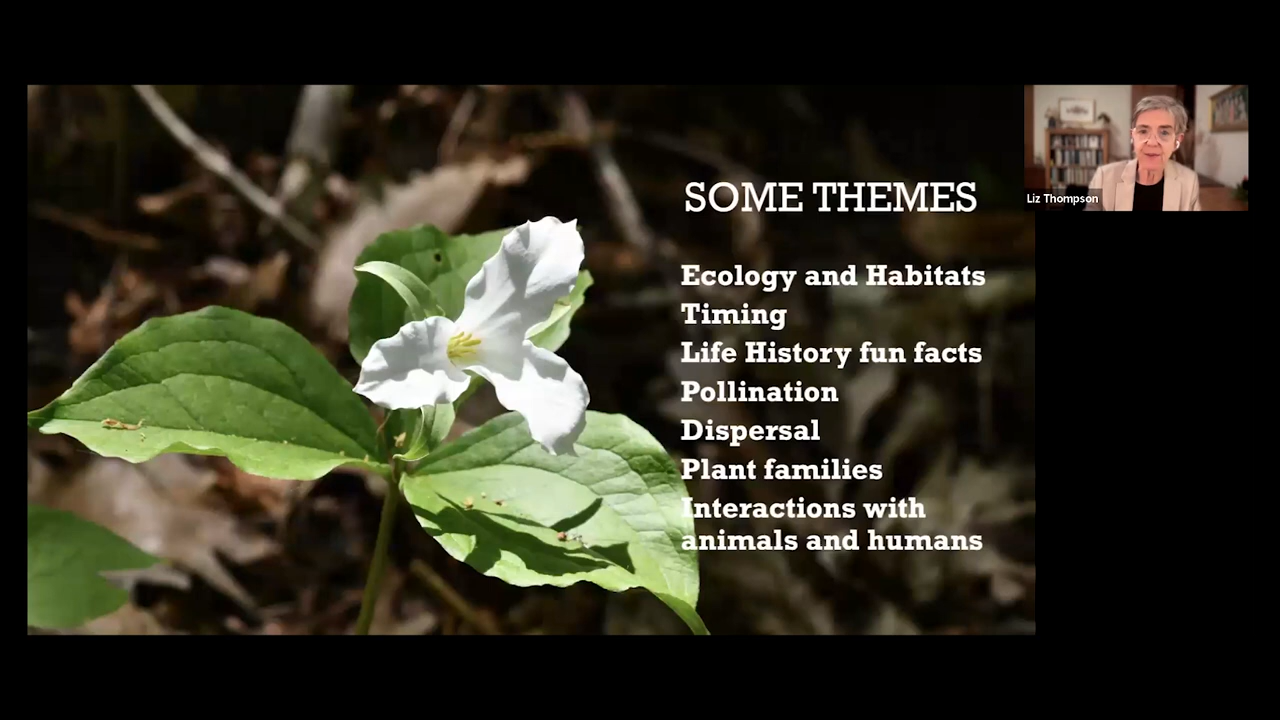 SOME THEMES
Ecology and Habitats
Timing
Life History fun facts
Pollination
Dispersal
Plant families
Interactions with
animals and humans
Liz Thompson